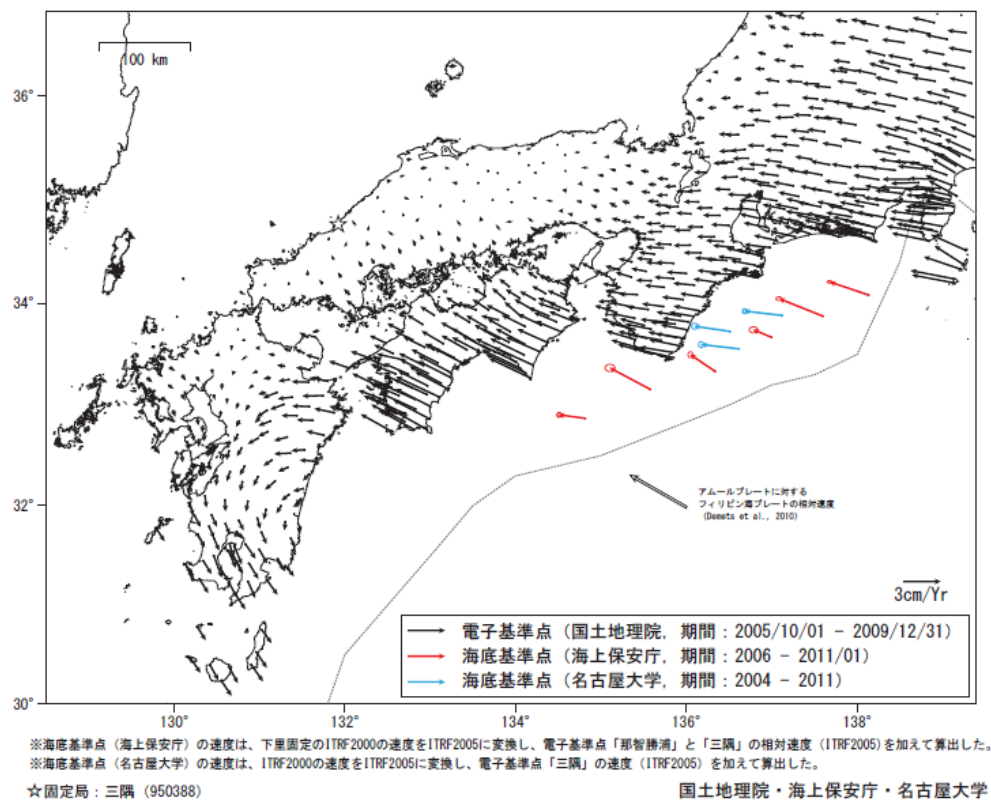 100 km
36°
34°
32°
30°
130°
132°
134°
136°
138°
アムールプレートに対する
フィリピン海プレートの相対速度
(Demets et al., 2010)
3cm/Yr
電子基準点（国土地理院, 期間：2005/10/01 - 2009/12/31）
海底基準点（海上保安庁, 期間：2006 - 2011/01）
海底基準点（名古屋大学, 期間：2004 - 2011）
※海底基準点（海上保安庁）の速度は、下里固定のITRF2000の速度をITRF2005に変換し、電子基準点「那智勝浦」と「三隅」の相対速度（ITRF2005）を加えて算出した。
※海底基準点（名古屋大学）の速度は、ITRF2000の速度をITRF2005に変換し、電子基準点「三隅」の速度（ITRF2005）を加えて算出した。
☆固定局：三隅（950388）
国土地理院・海上保安庁・名古屋大学